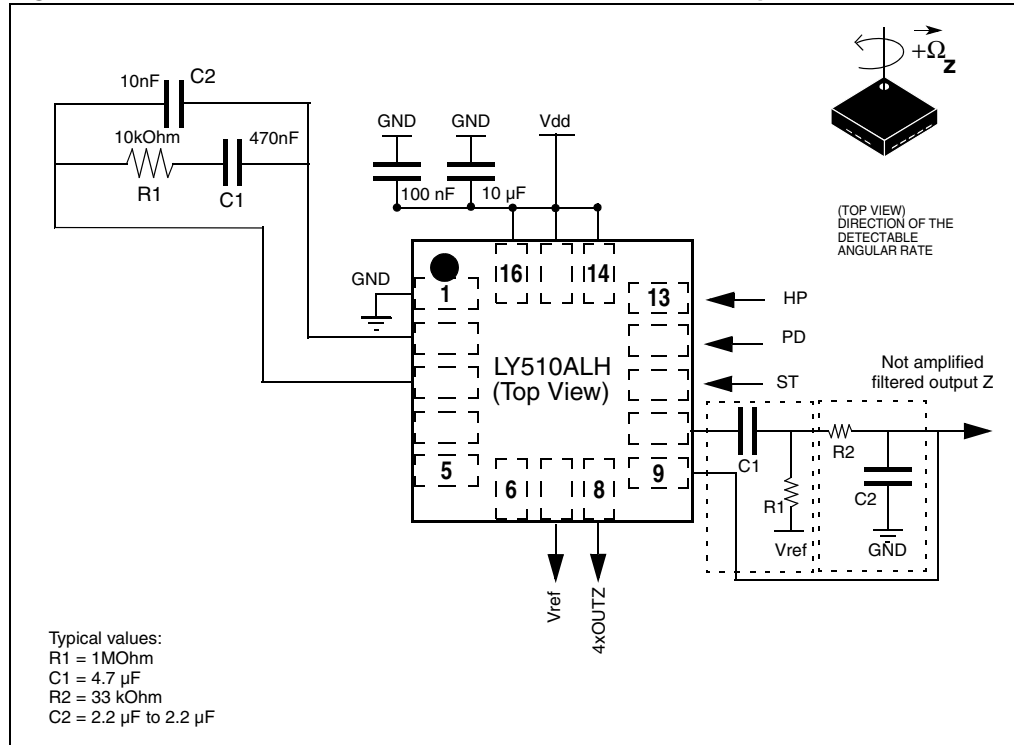 10nF
C2
10kOhm
470nF
R1
C1
GND
GND
Vdd
100 nF
10 µF
+Ω
z
(TOP VIEW)
DIRECTION OF THE
DETECTABLE
ANGULAR RATE
GND
1
16
14
13
HP
PD
ST
LY510ALH
(Top View)
Not amplified
filtered output Z
5
6
8
9
C1
R2
R1
C2
Vref
GND
Vref
4xOUTZ
Typical values:
R1 = 1MOhm
C1 = 4.7 µF
R2 = 33 kOhm
C2 = 2.2 µF to 2.2 µF